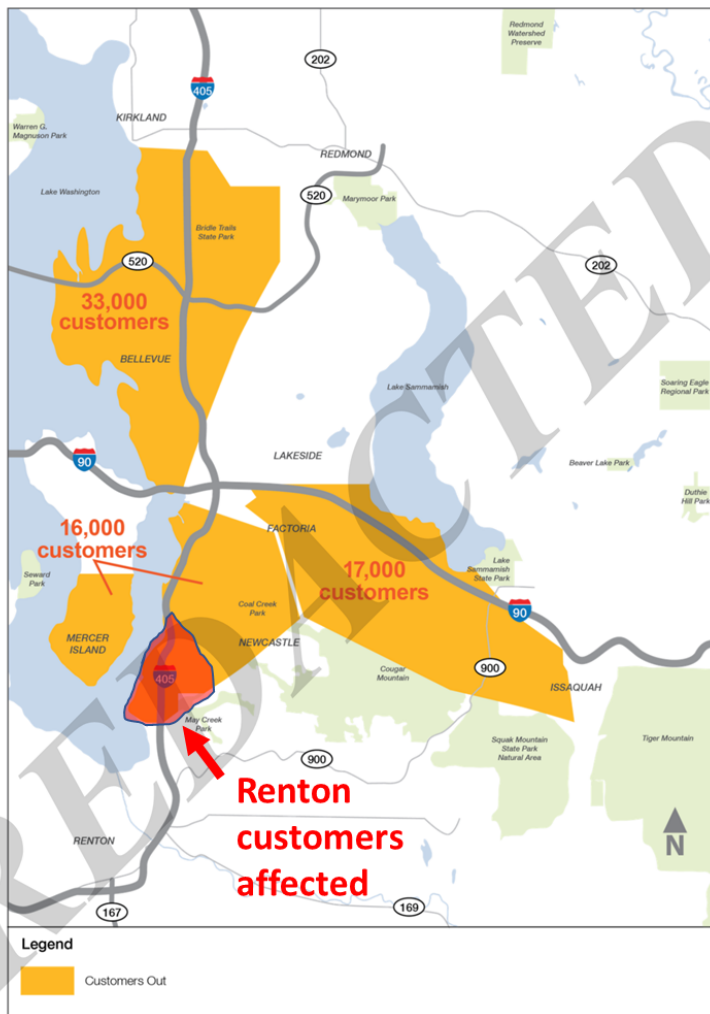 Redmond
Watershed
Preserve
202
405
KIRKLAND
Warren G.
Magnuson Park
REDMOND
Lake Washington
520
Marymoor Park
Bridle Trails
State Park
520
202
33,000
customers
BELLEVUE
Lake Sammamish
Soaring Eagle
Regional Park
90
LAKESIDE
Beaver Lake Park
Duthie
Hill Park
16,000
customers
FACTORIA
17,000
customers
Lake
Sammamish
State Park
Seward
Park
Coal Creek
Park
90
MERCER
ISLAND
NEWCASTLE
405
Cougar
Mountain
900
ISSAQUAH
May Creek
Park
Squak Mountain
State Park
Natural Area
Tiger Mountain
900
Renton
customers
affected
N
RENTON
167
169
REDACTED
Legend
Customers Out